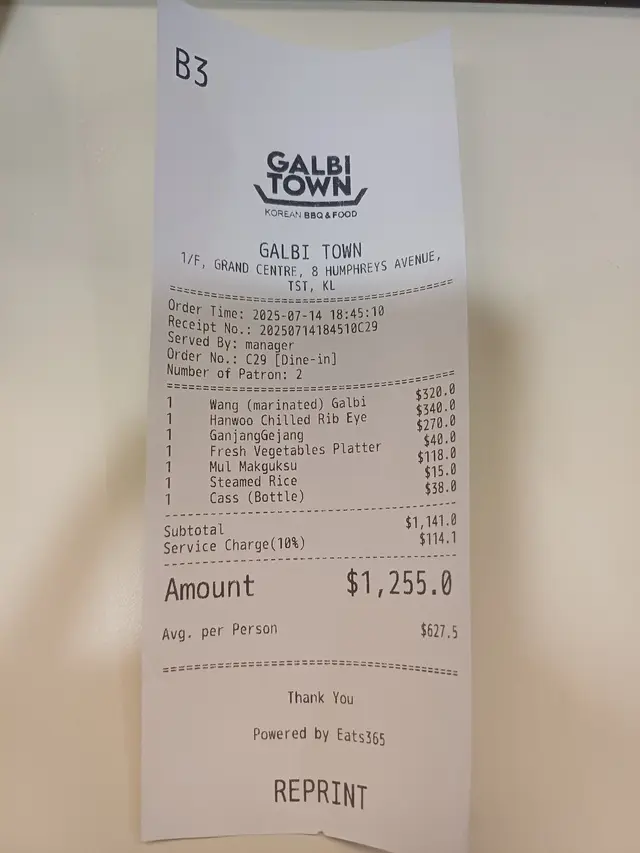 B3
GALBI
TOWN
KOREAN BBQ & FOOD
GALBI TOWN
1/F, GRAND CENTRE, 8 HUMPHREYS AVENUE,
TST, KL
Order Time: 2025-07-14 18:45:10
Receipt No.: 20250714184510C29
Served By: manager
Order No.: C29 [Dine-in]
Number of Patron: 2
1 Wang (marinated) Galbi $320.0
1 Hanwoo Chilled Rib Eye $340.0
1 GanjangGejang $270.0
1 Fresh Vegetables Platter $40.0
1 Mul Makguksu $118.0
1 Steamed Rice $15.0
1 Cass (Bottle) $38.0
Subtotal $1,141.0
Service Charge(10%) $114.1
Amount $1,255.0
Avg. per Person $627.5
Thank You
Powered by Eats365
REPRINT